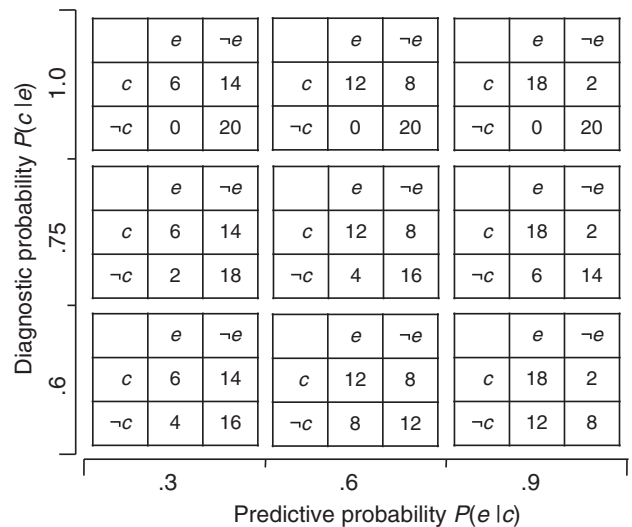 Diagnostic probability P(c|e)
1.0
e ¬e
c 6 14
¬c 0 20
e ¬e
c 12 8
¬c 0 20
e ¬e
c 18 2
¬c 0 20
.75
e ¬e
c 6 14
¬c 2 18
e ¬e
c 12 8
¬c 4 16
e ¬e
c 18 2
¬c 6 14
.6
e ¬e
c 6 14
¬c 4 16
e ¬e
c 12 8
¬c 8 12
e ¬e
c 18 2
¬c 12 8
.3 .6 .9
Predictive probability P(e|c)